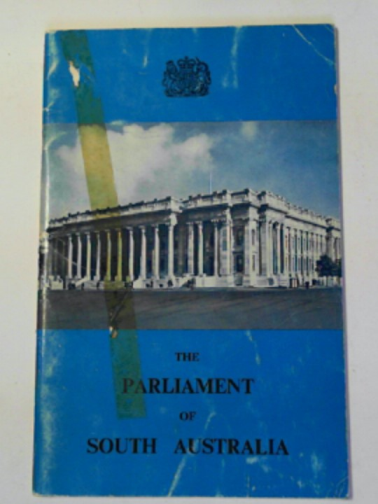 THE
PARLIAMENT
OF
SOUTH AUSTRALIA